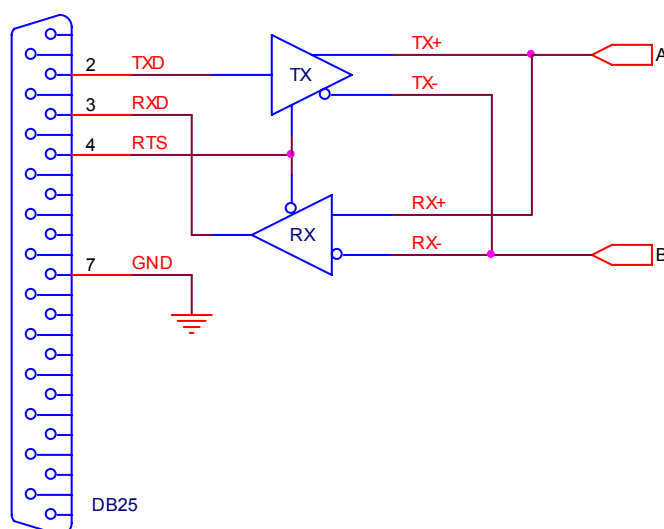 TX+
2 TXD TX A
TX-
3 RXD
4 RTS
RX+
RX
RX-
B
7 GND
DB25